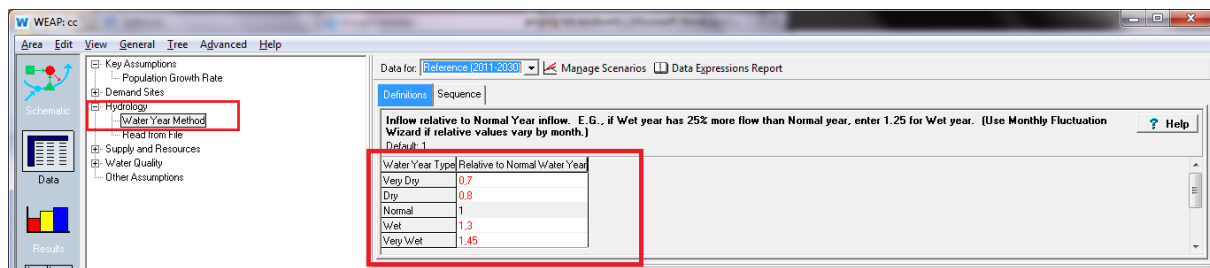 WEAP: cc
Area Edit View General Tree Advanced Help
Schematic
Data
Results
Key Assumptions
Population Growth Rate
Demand Sites
Hydrology
Water Year Method
Read from File
Supply and Resources
Water Quality
Other Assumptions
Data for: Reference (2011-2030) Manage Scenarios Data Expressions Report
Definitions Sequence
Inflow relative to Normal Year inflow. E.G., if Wet year has 25% more flow than Normal year, enter 1.25 for Wet year. (Use Monthly Fluctuation
Wizard if relative values vary by month.)
Default: 1
? Help
Water Year Type Relative to Normal Water Year
Very Dry 0,7
Dry 0,8
Normal 1
Wet 1,3
Very Wet 1,45